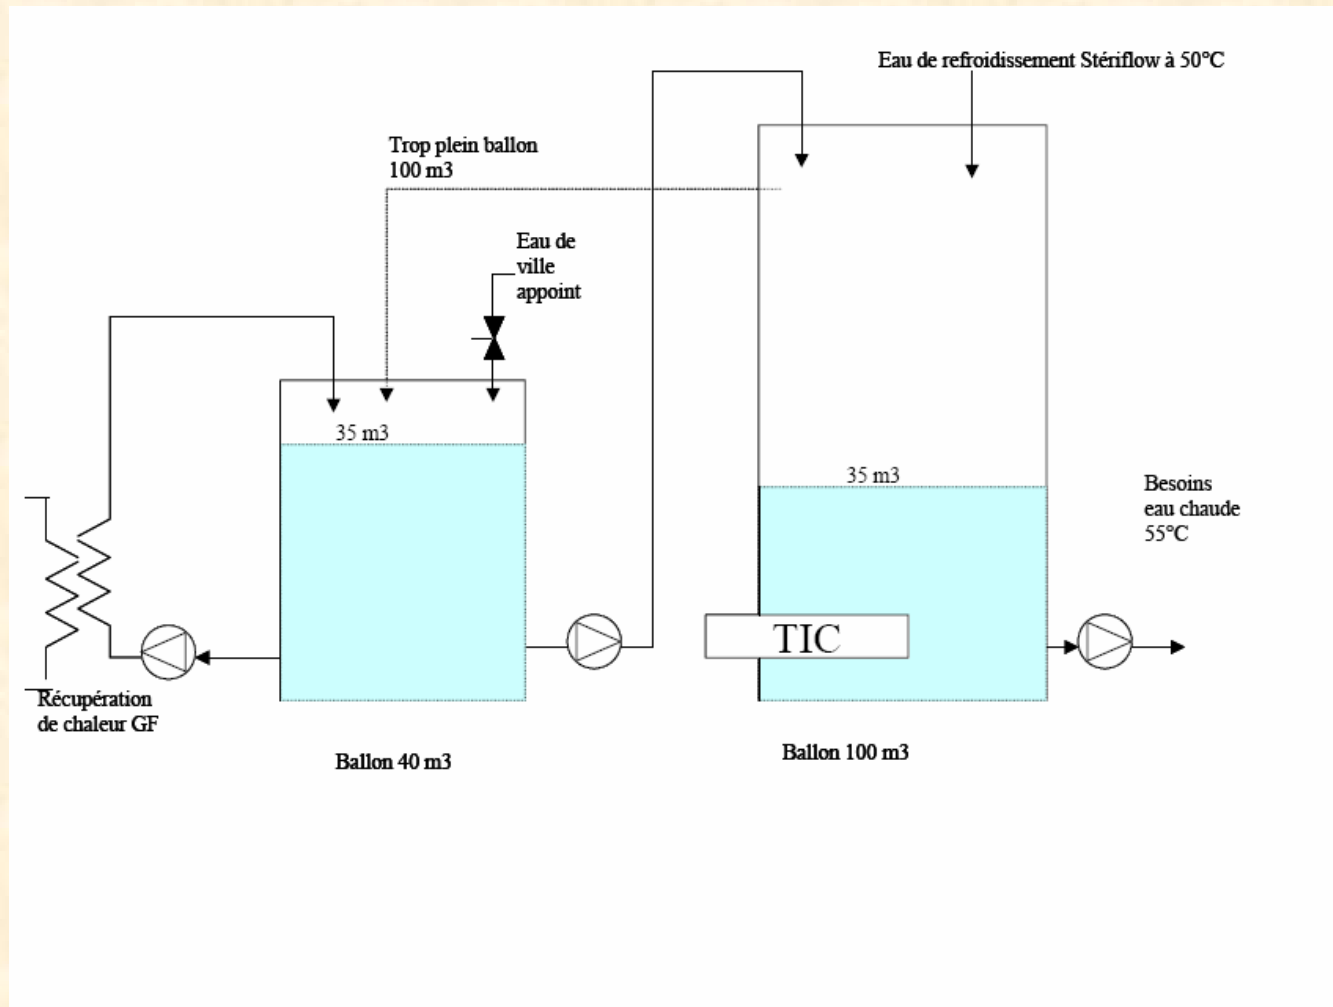 Eau de refroidissement Stériflow à 50°C
Trop plein ballon
100 m3
Eau de
ville
appoint
35 m3
35 m3
Besoins
eau chaude
55°C
TIC
Récupération
de chaleur GF
Ballon 40 m3
Ballon 100 m3